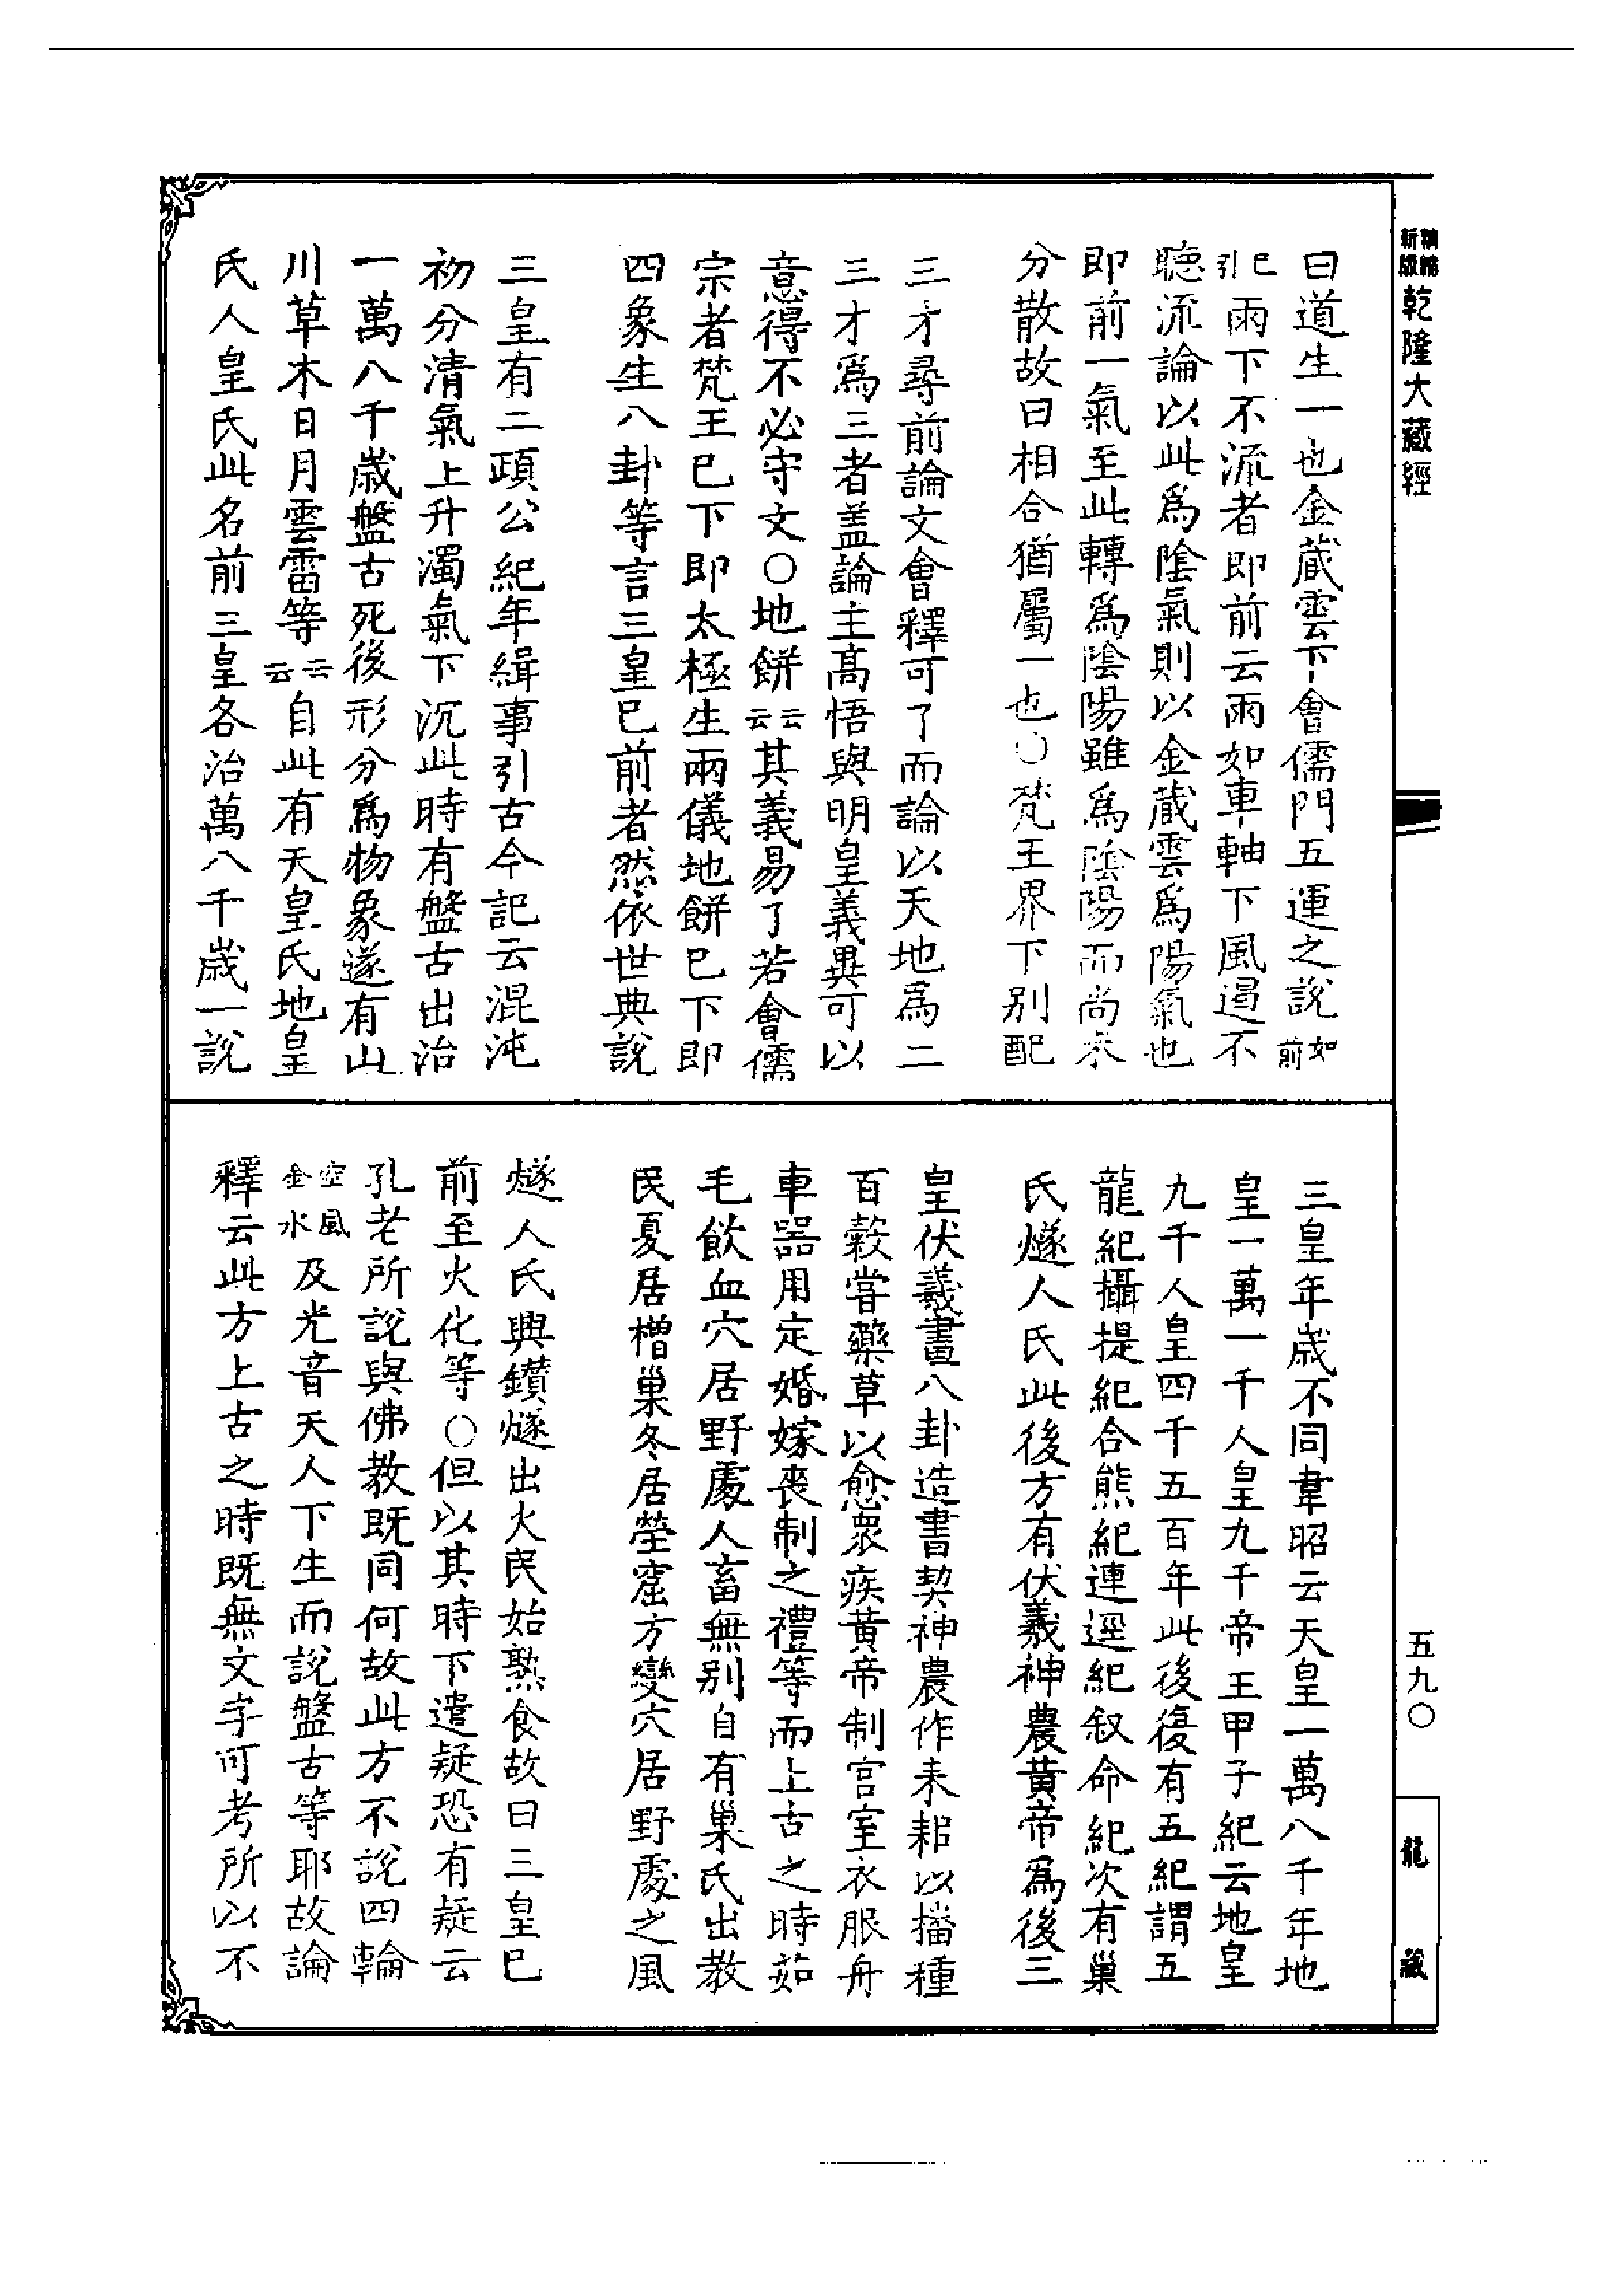 精縮新版乾隆大藏經
曰道生一也金蔵雲下會儒門五運之說如前
已引雨下不流者即前云雨如車軸下風遏不
聽流論以此爲陰氣則以金蔵雲爲陽氣也
即前一氣至此轉爲陰陽雖爲陰陽而尚未
分散故曰相合猶屬一也○梵王界下别配
三才尋前論文會釋可了而論以天地爲二
三才爲三者盖論主高悟與明皇義異可以
意得不必守文○地餅云云其義易了若會儒
宗者梵王已下即太極生兩儀地餅已下即
四象生八卦等言三皇已前者然依世典說
三皇有二頭公紀年緝事引古今記云混沌
初分清氣上升濁氣下沉此時有盤古出治
一萬八千歳盤古死後形分爲物象遂有山
川草木日月雲雷等云云自此有天皇氏地皇
氏人皇氏此名前三皇各治萬八千歳一說
三皇年歳不同韋昭云天皇一萬八千年地
皇一萬一千人皇九千帝王甲子紀云地皇
九千人皇四千五百年此後復有五紀謂五
龍紀攝提紀合熊紀連逕紀叙命紀次有巢
氏燧人氏此後方有伏羲神農黄帝爲後三
皇伏羲畫八卦造書契神農作耒耜以播種
百穀甞藥草以愈衆疾黄帝制宫室衣服舟
車器用定婚嫁喪制之禮等而上古之時茹
毛飲血穴居野處人畜無别自有巢氏出教
民夏居橧巢冬居塋窟方變穴居野處之風
燧人氏興鑚燧出火民始熟食故曰三皇已
前至火化等○但以其時下遣疑恐有疑云
孔老所說與佛教既同何故此方不說四輪
空風金水及光音天人下生而說盤古等耶故論
釋云此方上古之時既無文字可考所以不
五九〇
龍藏